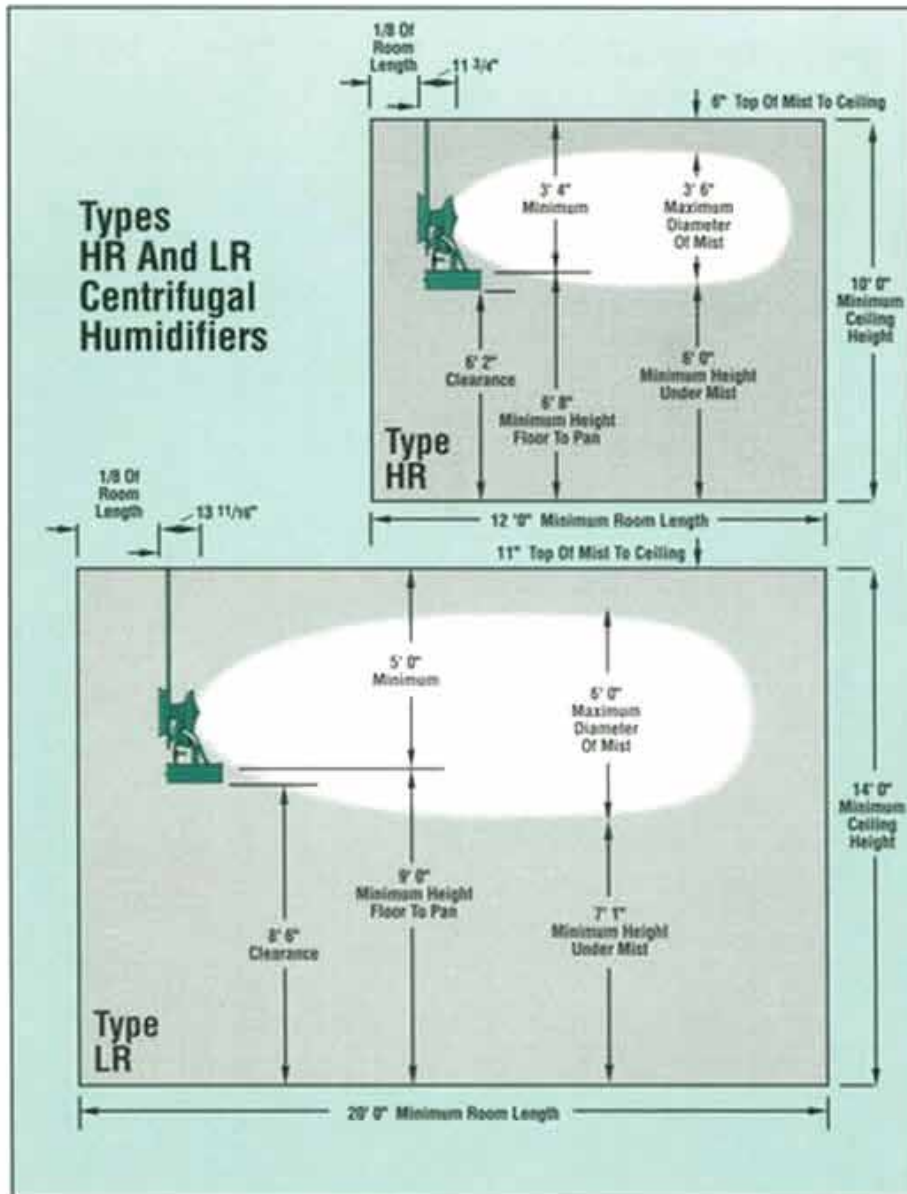 1/8 Of
Room
Length
11 3/4"
6" Top Of Mist To Ceiling
Types
HR And LR
Centrifugal
Humidifiers
3' 4"
Minimum
3' 6"
Maximum
Diameter
Of Mist
10' 0"
Minimum
Ceiling
Height
6' 2"
Clearance
6' 8"
Minimum Height
Floor To Pan
6' 0"
Minimum Height
Under Mist
Type
HR
12 '0" Minimum Room Length
1/8 Of
Room
Length
13 11/16"
11" Top Of Mist To Ceiling
5' 0"
Minimum
6' 0"
Maximum
Diameter
Of Mist
14' 0"
Minimum
Ceiling
Height
9' 0"
Minimum Height
Floor To Pan
8' 6"
Clearance
7' 1"
Minimum Height
Under Mist
Type
LR
20' 0" Minimum Room Length